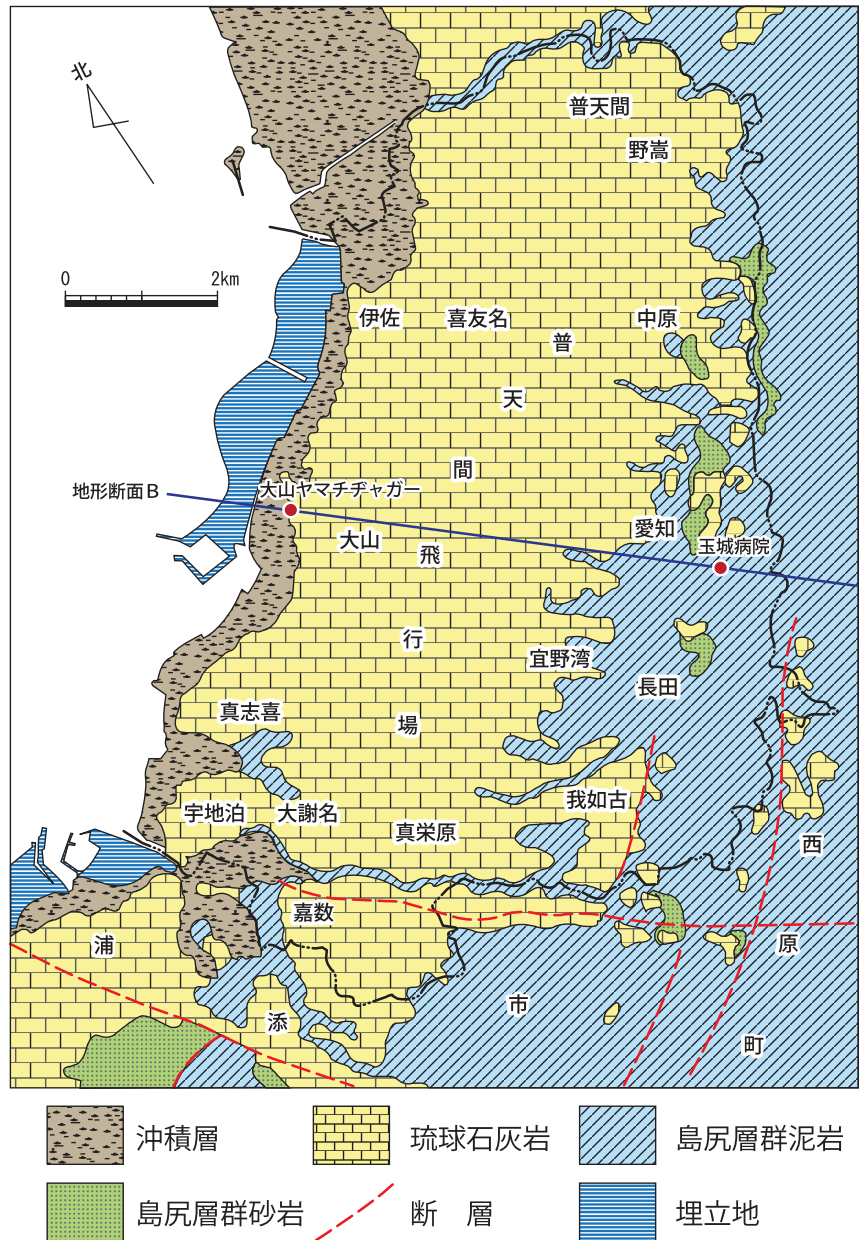 北
0 2km
普天間
野嵩
伊佐
喜友名
中原
普
天
間
飛
行
場
地形断面B
大山ヤマチヂャガー
大山
愛知
玉城病院
宜野湾
長田
真志喜
宇地泊
大謝名
我如古
真栄原
嘉数
西
原
町
浦
添
市
沖積層
琉球石灰岩
島尻層群泥岩
島尻層群砂岩
断 層
埋立地